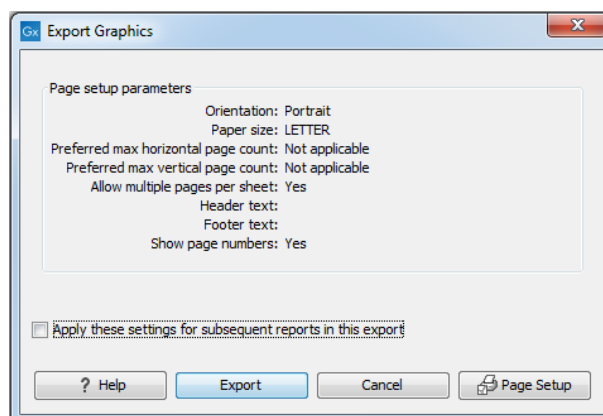 Gx Export Graphics
Page setup parameters
Orientation: Portrait
Paper size: LETTER
Preferred max horizontal page count: Not applicable
Preferred max vertical page count: Not applicable
Allow multiple pages per sheet: Yes
Header text:
Footer text:
Show page numbers: Yes
Apply these settings for subsequent reports in this export
? Help Export Cancel Page Setup